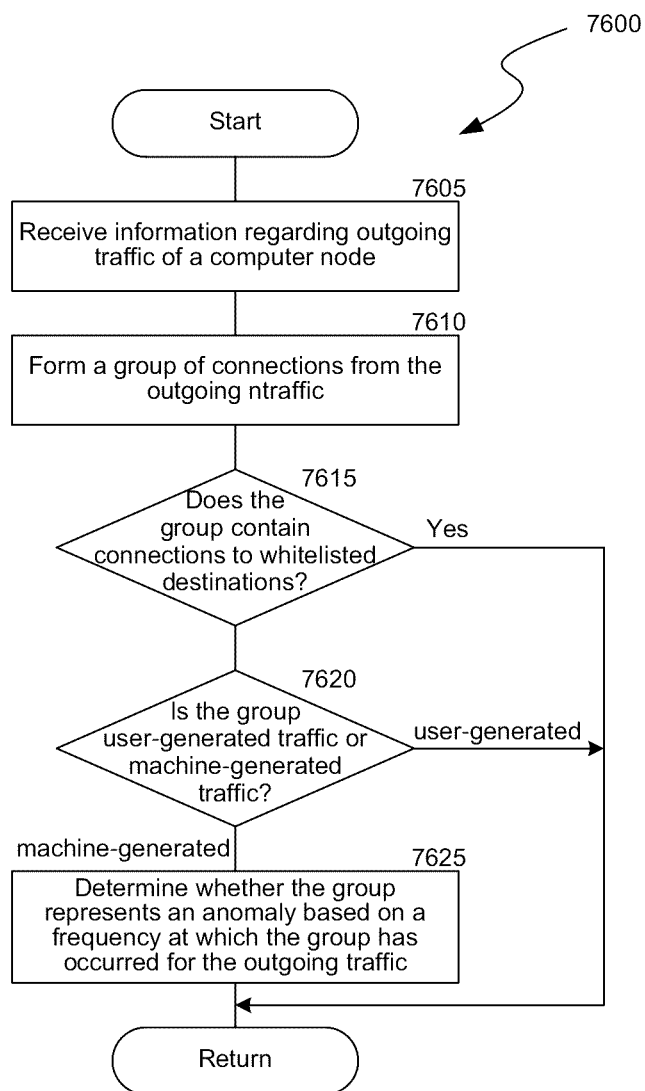 7600
Start
7605
Receive information regarding outgoing
traffic of a computer node
7610
Form a group of connections from the
outgoing ntraffic
7615
Does the
group contain
connections to whitelisted
destinations?
Yes
7620
Is the group
user-generated traffic or
machine-generated
traffic?
user-generated
machine-generated
7625
Determine whether the group
represents an anomaly based on a
frequency at which the group has
occurred for the outgoing traffic
Return